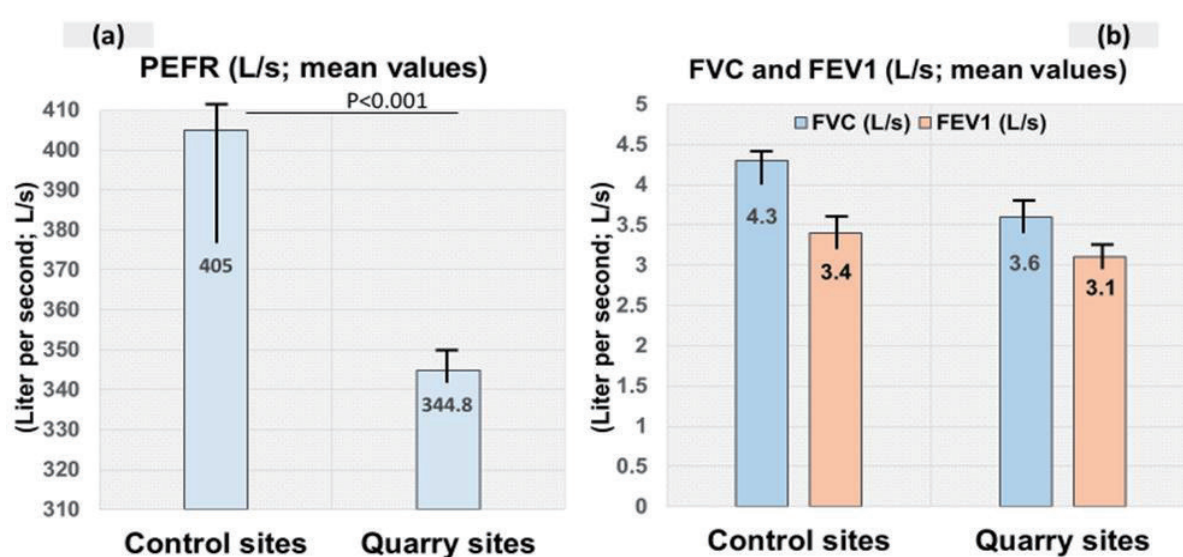 (a)
PEFR (L/s; mean values)
P<0.001
410
400
390
380
370
360
350
340
330
320
310
(Liter per second; L/s)
405
344.8
Control sites Quarry sites
(b)
FVC and FEV1 (L/s; mean values)
FVC (L/s) FEV1 (L/s)
5
4.5
4
3.5
3
2.5
2
1.5
1
0.5
0
(Liter per second; L/s)
4.3
3.4
3.6
3.1
Control sites Quarry sites